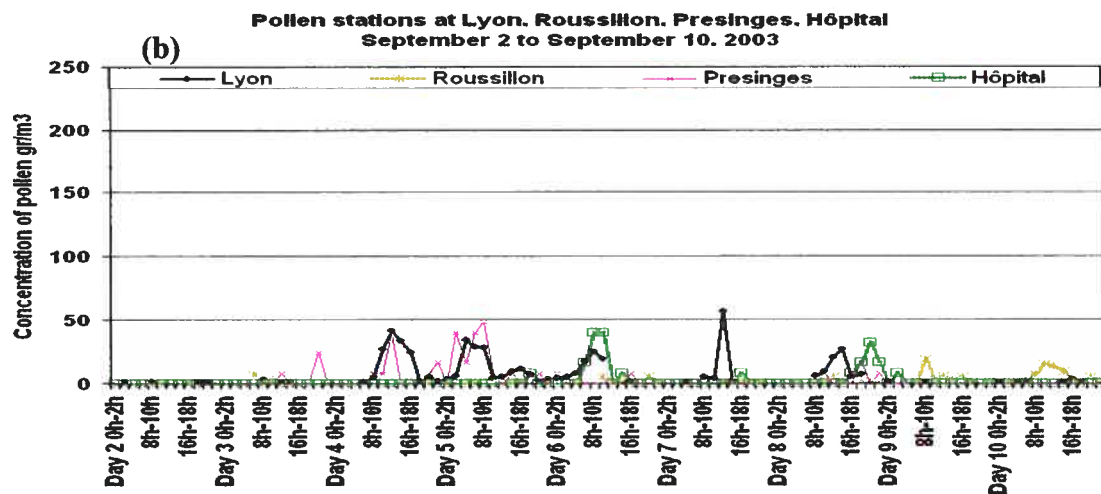 Pollen stations at Lyon, Roussillon, Presinges, Hôpital
September 2 to September 10, 2003
(b)
Lyon Roussillon Presinges Hôpital
Concentration of pollen gr/m3
250
200
150
100
50
0
Day 2 0h-2h
8h-10h
16h-18h
Day 3 0h-2h
8h-10h
16h-18h
Day 4 0h-2h
8h-10h
16h-18h
Day 5 0h-2h
8h-10h
16h-18h
Day 6 0h-2h
8h-10h
16h-18h
Day 7 0h-2h
8h-10h
16h-18h
Day 8 0h-2h
8h-10h
16h-18h
Day 9 0h-2h
8h-10h
16h-18h
Day 10 0h-2h
8h-10h
16h-18h